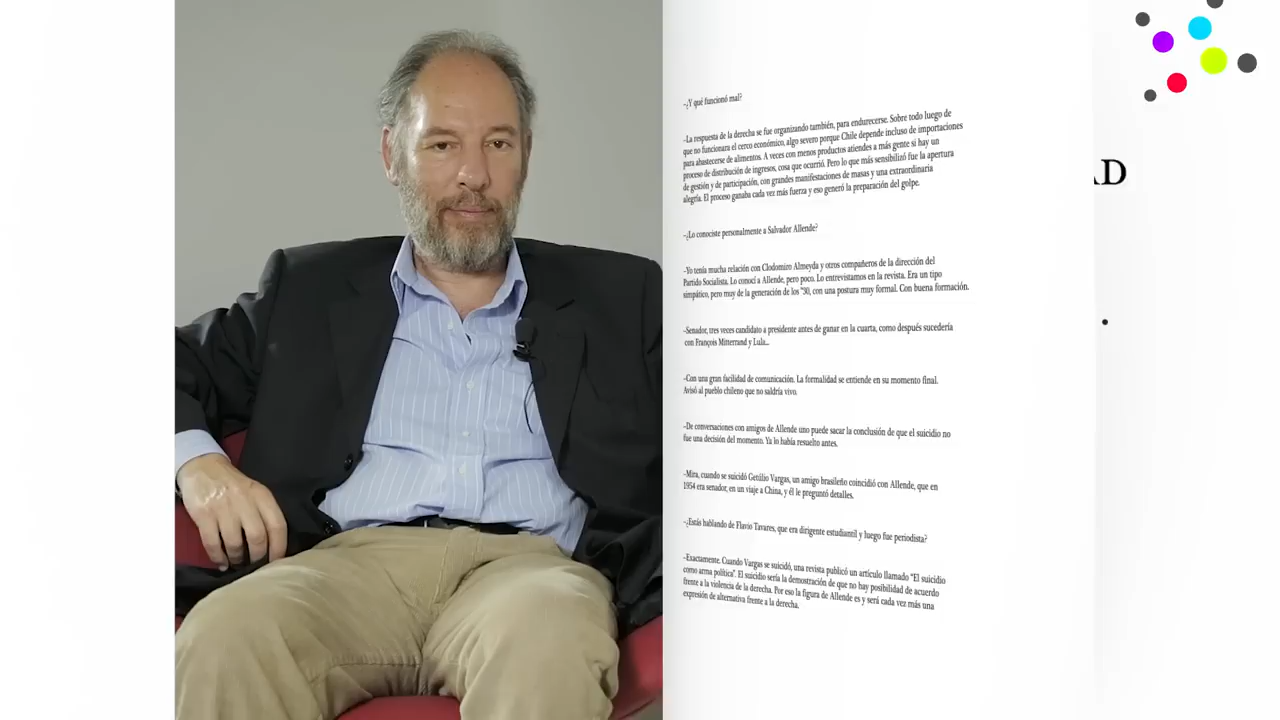 –¿Y qué funcionó mal?
–La respuesta de la derecha se fue organizando también, para endurecerse. Sobre todo luego de
que no funcionara el cerco económico, algo severo porque Chile depende incluso de importaciones
para abastecerse de alimentos. A veces con menos productos atiendes a más gente si hay un
proceso de distribución de ingresos, cosa que ocurrió. Pero lo que más sensibilizó fue la apertura
de gestión y de participación, con grandes manifestaciones de masas y una extraordinaria
alegría. El proceso ganaba cada vez más fuerza y eso generó la preparación del golpe.
–¿Lo conociste personalmente a Salvador Allende?
–Yo tenía mucha relación con Clodomiro Almeyda y otros compañeros de la dirección del
Partido Socialista. Lo conocí a Allende, pero poco. Lo entrevistamos en la revista. Era un tipo
simpático, pero muy de la generación de los ’30, con una postura muy formal. Con buena formación.
–Senador, tres veces candidato a presidente antes de ganar en la cuarta, como después sucedería
con François Mitterrand y Lula...
–Con una gran facilidad de comunicación. La formalidad se entiende en su momento final.
Avisó al pueblo chileno que no saldría vivo.
–De conversaciones con amigos de Allende uno puede sacar la conclusión de que el suicidio no
fue una decisión del momento. Ya lo había resuelto antes.
–Mira, cuando se suicidó Getúlio Vargas, un amigo brasileño coincidió con Allende, que en
1954 era senador, en un viaje a China, y él le preguntó detalles.
–¿Estás hablando de Flavio Tavares, que era dirigente estudiantil y luego fue periodista?
–Exactamente. Cuando Vargas se suicidó, una revista publicó un artículo llamado “El suicidio
como arma política”. El suicidio sería la demostración de que no hay posibilidad de acuerdo
frente a la violencia de la derecha. Por eso la figura de Allende es y será cada vez más una
expresión de alternativa frente a la derecha.
AD